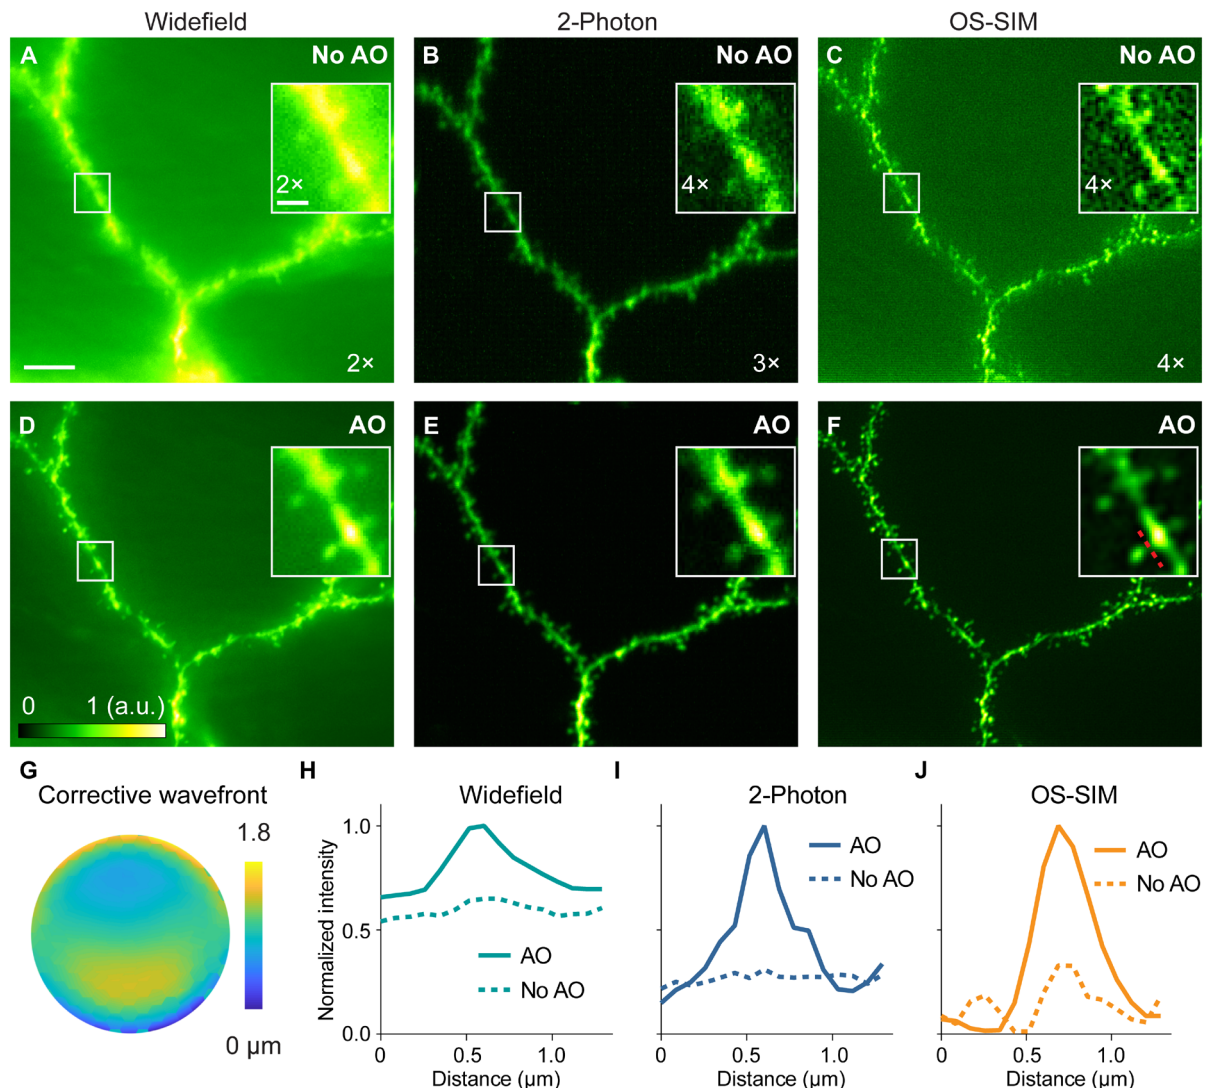 Widefield 2-Photon OS-SIM
A No AO B No AO C No AO
2× 4× 4×
2× 3× 4×
D AO E AO F AO
0 1 (a.u.)
G H I J
Corrective wavefront Widefield 2-Photon OS-SIM
1.8
0 µm
Normalized intensity
1.0
0.5
0.0
AO
No AO
0 0.5 1.0
Distance (µm)
AO
No AO
0 0.5 1.0
Distance (µm)
AO
No AO
0 0.5 1.0
Distance (µm)